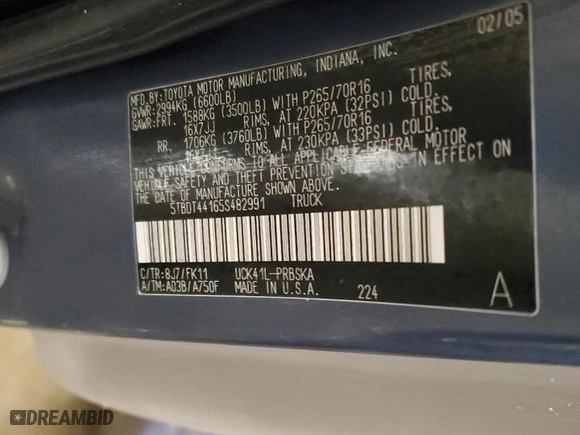 02/05
MFD.BY:TOYOTA MOTOR MANUFACTURING, INDIANA, INC.
GVWR:2994KG (6600LB)
GAWR:FRT. 1588KG (3500LB) WITH P265/70R16 TIRES,
16X7JJ RIMS, AT 220KPA (32PSI) COLD.
RR. 1706KG (3760LB) WITH P265/70R16 TIRES,
RIMS, AT 230KPA (33PSI) COLD.
THIS VEHICLE CONFORMS TO ALL APPLICABLE FEDERAL MOTOR
VEHICLE SAFETY AND THEFT PREVENTION STANDARDS IN EFFECT ON
THE DATE OF MANUFACTURE SHOWN ABOVE.
5TBDT44165S482991 TRUCK
C/TR:8J7/FK11 UCK41L-PRBSKA
A/TM:A03B/A750F MADE IN U.S.A. 224 A
DREAMBID